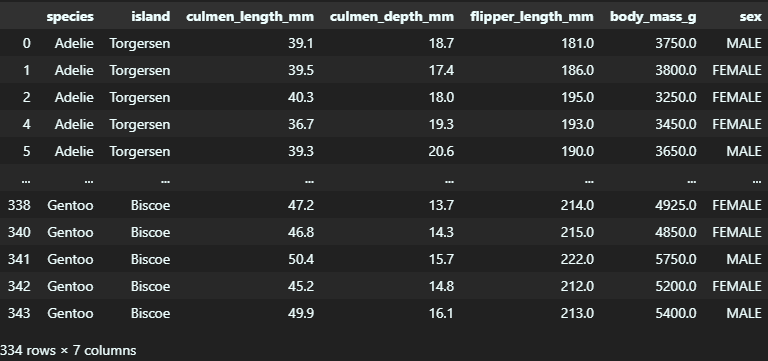 species island culmen_length_mm culmen_depth_mm flipper_length_mm body_mass_g sex
0 Adelie Torgersen 39.1 18.7 181.0 3750.0 MALE
1 Adelie Torgersen 39.5 17.4 186.0 3800.0 FEMALE
2 Adelie Torgersen 40.3 18.0 195.0 3250.0 FEMALE
4 Adelie Torgersen 36.7 19.3 193.0 3450.0 FEMALE
5 Adelie Torgersen 39.3 20.6 190.0 3650.0 MALE
... ... ... ... ... ... ... ...
338 Gentoo Biscoe 47.2 13.7 214.0 4925.0 FEMALE
340 Gentoo Biscoe 46.8 14.3 215.0 4850.0 FEMALE
341 Gentoo Biscoe 50.4 15.7 222.0 5750.0 MALE
342 Gentoo Biscoe 45.2 14.8 212.0 5200.0 FEMALE
343 Gentoo Biscoe 49.9 16.1 213.0 5400.0 MALE
334 rows × 7 columns